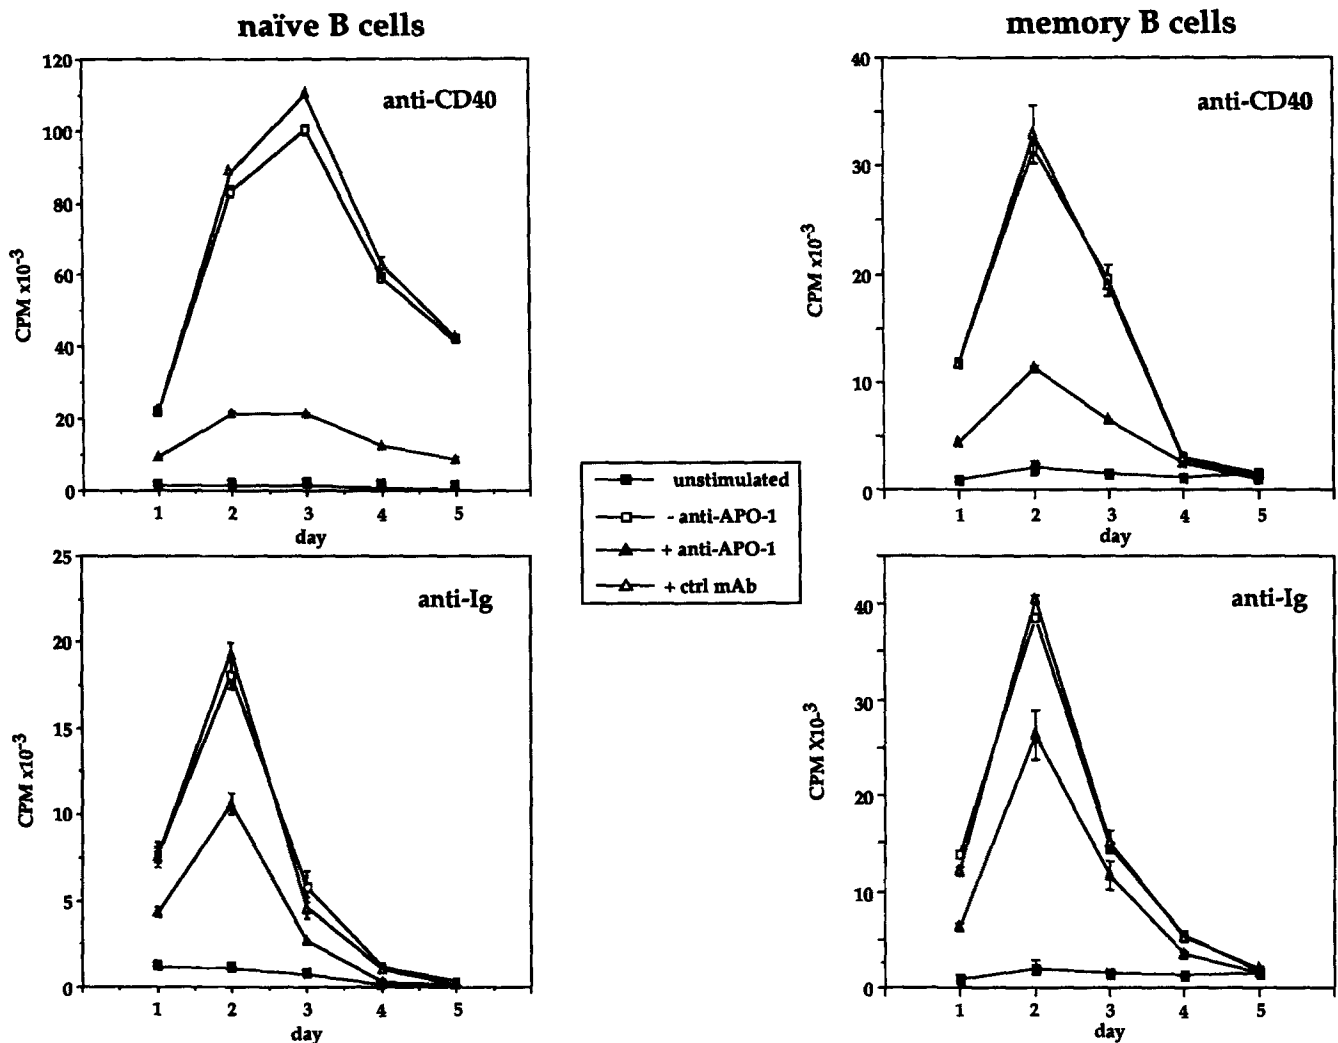 naïve B cells
memory B cells
120
100
80
60
40
20
0
CPM x10-3
anti-CD40
1 2 3 4 5
day
40
30
20
10
0
CPM x10-3
anti-CD40
1 2 3 4 5
day
unstimulated
- anti-APO-1
+ anti-APO-1
+ ctrl mAb
25
20
15
10
5
0
CPM x10-3
anti-Ig
1 2 3 4 5
day
40
30
20
10
0
CPM X10-3
anti-Ig
1 2 3 4 5
day